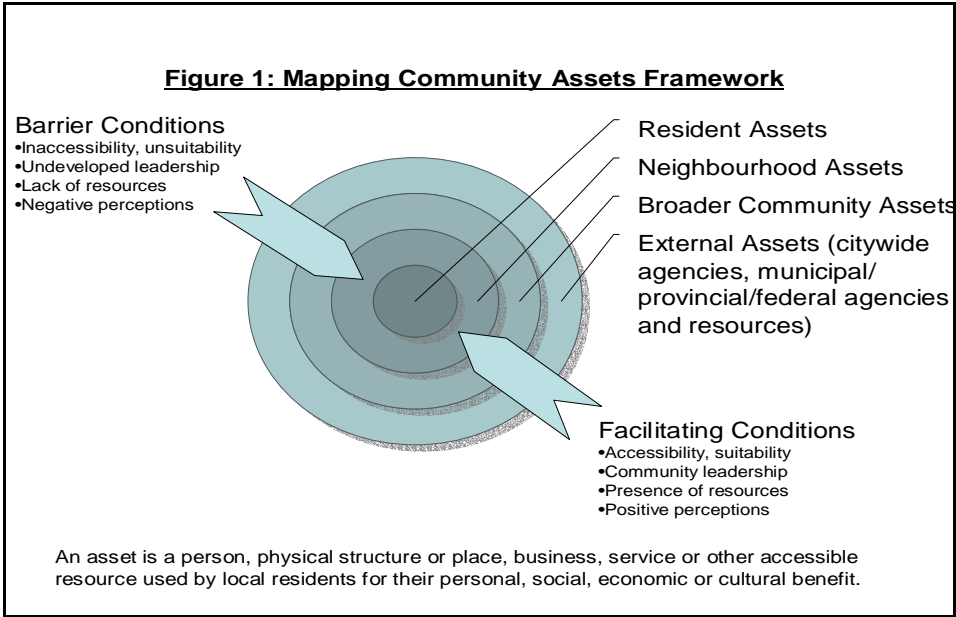 Figure 1: Mapping Community Assets Framework
Barrier Conditions
•Inaccessibility, unsuitability
•Undeveloped leadership
•Lack of resources
•Negative perceptions
Resident Assets
Neighbourhood Assets
Broader Community Assets
External Assets (citywide
agencies, municipal/
provincial/federal agencies
and resources)
Facilitating Conditions
•Accessibility, suitability
•Community leadership
•Presence of resources
•Positive perceptions
An asset is a person, physical structure or place, business, service or other accessible
resource used by local residents for their personal, social, economic or cultural benefit.